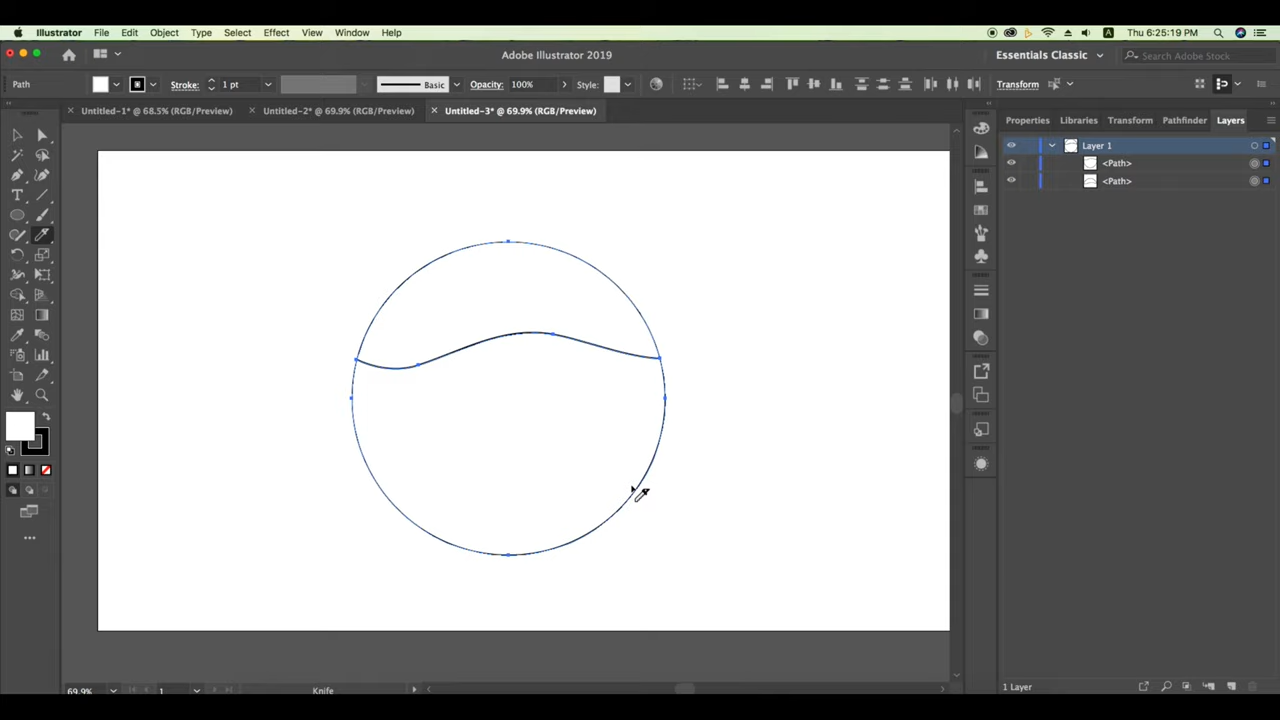 Illustrator File Edit Object Type Select Effect View Window Help
A Thu 6:25:19 PM
Adobe Illustrator 2019
Essentials Classic
Search Adobe Stock
Path Stroke: 1 pt Basic Opacity: 100% Style: Transform
Untitled-1* @ 68.5% (RGB/Preview) Untitled-2* @ 69.9% (RGB/Preview) Untitled-3* @ 69.9% (RGB/Preview)
Properties Libraries Transform Pathfinder Layers
Layer 1
<Path>
<Path>
69.9% 1 Knife
1 Layer